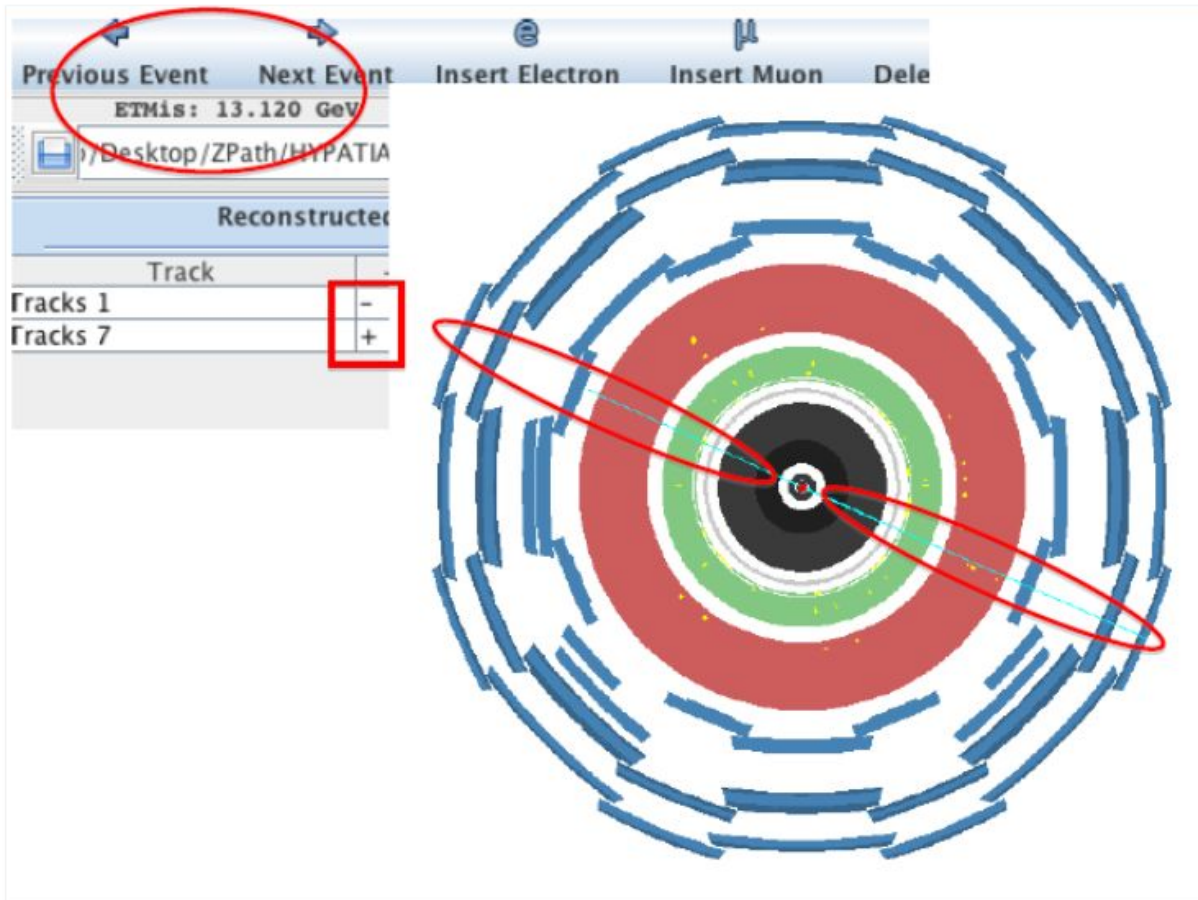 e μ
Previous Event Next Event Insert Electron Insert Muon Dele
ETMis: 13.120 GeV
)/Desktop/ZPath/HYPATIA
Reconstructed
Track -
Tracks 1 -
Tracks 7 +